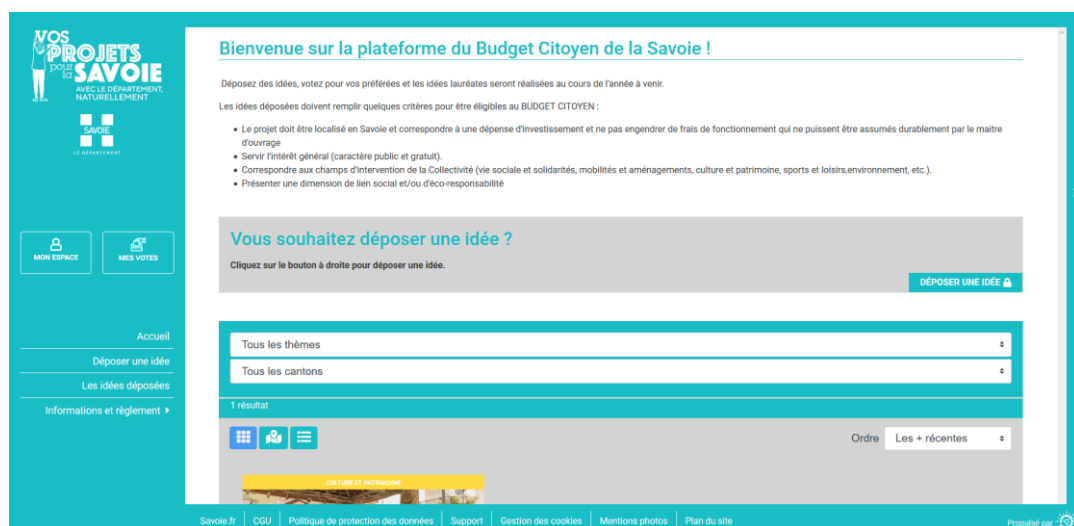 VOS
PROJETS
pour
la SAVOIE
AVEC LE DÉPARTEMENT,
NATURELLEMENT
SAVOIE
LE DÉPARTEMENT
MON ESPACE
MES VOTES
Accueil
Déposer une idée
Les idées déposées
Informations et règlement
Bienvenue sur la plateforme du Budget Citoyen de la Savoie !
Déposez des idées, votez pour vos préférées et les idées lauréates seront réalisées au cours de l'année à venir.
Les idées déposées doivent remplir quelques critères pour être éligibles au BUDGET CITOYEN :
• Le projet doit être localisé en Savoie et correspondre à une dépense d'investissement et ne pas engendrer de frais de fonctionnement qui ne puissent être assumés durablement par le maitre
d'ouvrage
• Servir l'intérêt général (caractère public et gratuit).
• Correspondre aux champs d'intervention de la Collectivité (vie sociale et solidarités, mobilités et aménagements, culture et patrimoine, sports et loisirs,environnement, etc.).
• Présenter une dimension de lien social et/ou d'éco-responsabilité
Vous souhaitez déposer une idée ?
Cliquez sur le bouton à droite pour déposer une idée.
DÉPOSER UNE IDÉE
Tous les thèmes
Tous les cantons
1 résultat
Ordre Les + récentes
CULTURE ET PATRIMOINE
Savoie.fr | CGU | Politique de protection des données | Support | Gestion des cookies | Mentions photos | Plan du site
Propulsé par